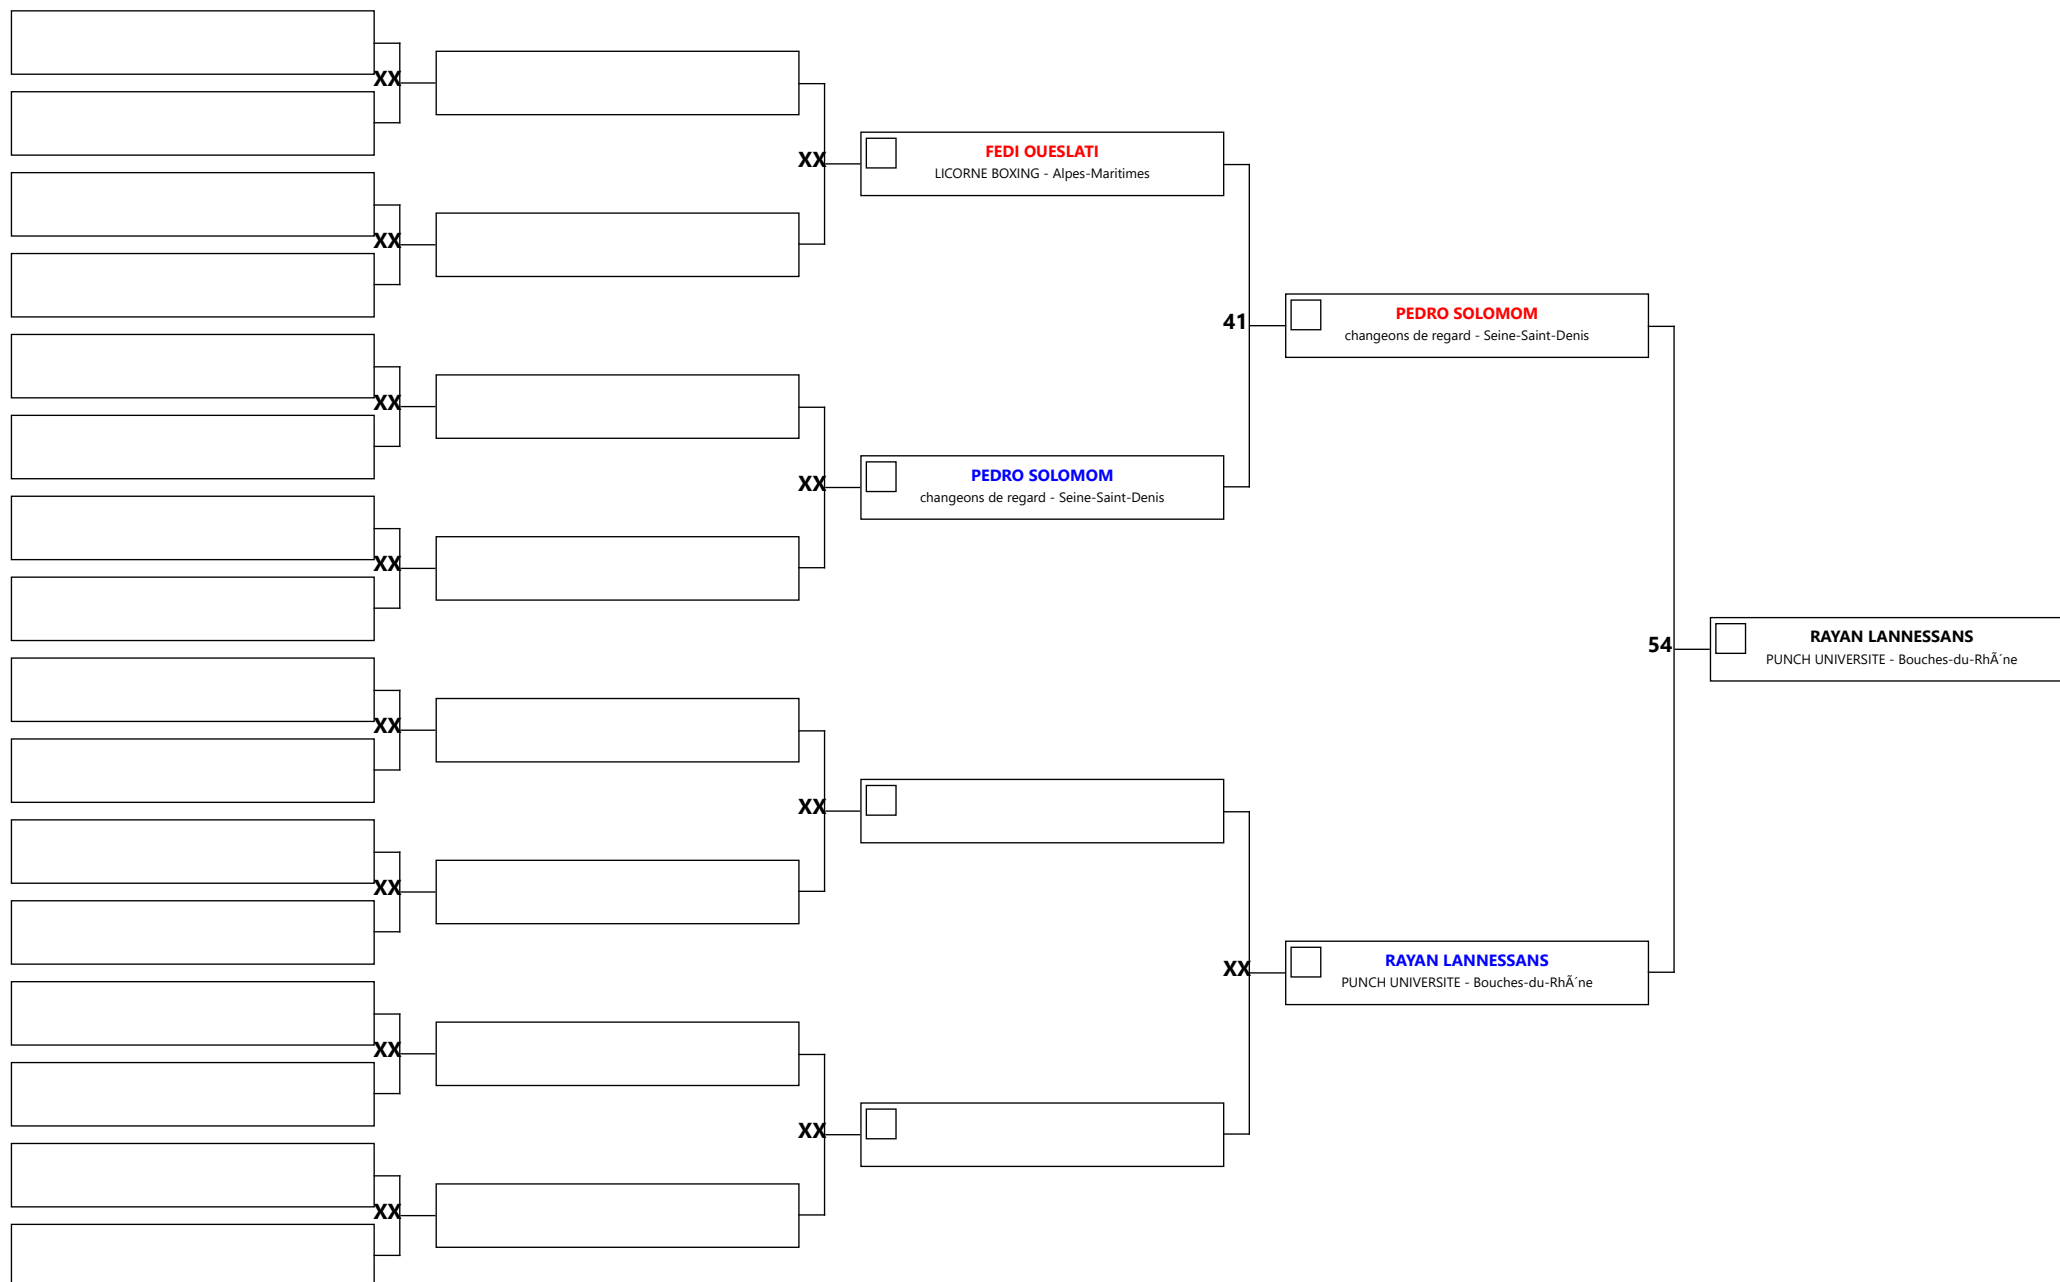 XX
XX
XX
XX
XX
XX
XX
XX
XX
XX
XX
XX
FEDI OUESLATI
LICORNE BOXING - Alpes-Maritimes
PEDRO SOLOMOM
changeons de regard - Seine-Saint-Denis
41
XX
PEDRO SOLOMOM
changeons de regard - Seine-Saint-Denis
RAYAN LANNESSANS
PUNCH UNIVERSITE - Bouches-du-RhÃ´ne
54
RAYAN LANNESSANS
PUNCH UNIVERSITE - Bouches-du-RhÃ´ne